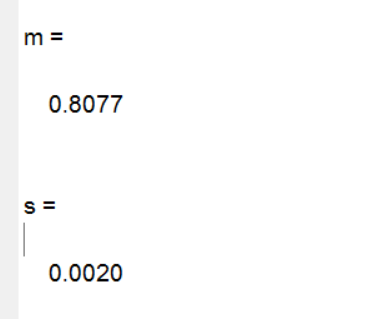 m =
0.8077
s =
0.0020